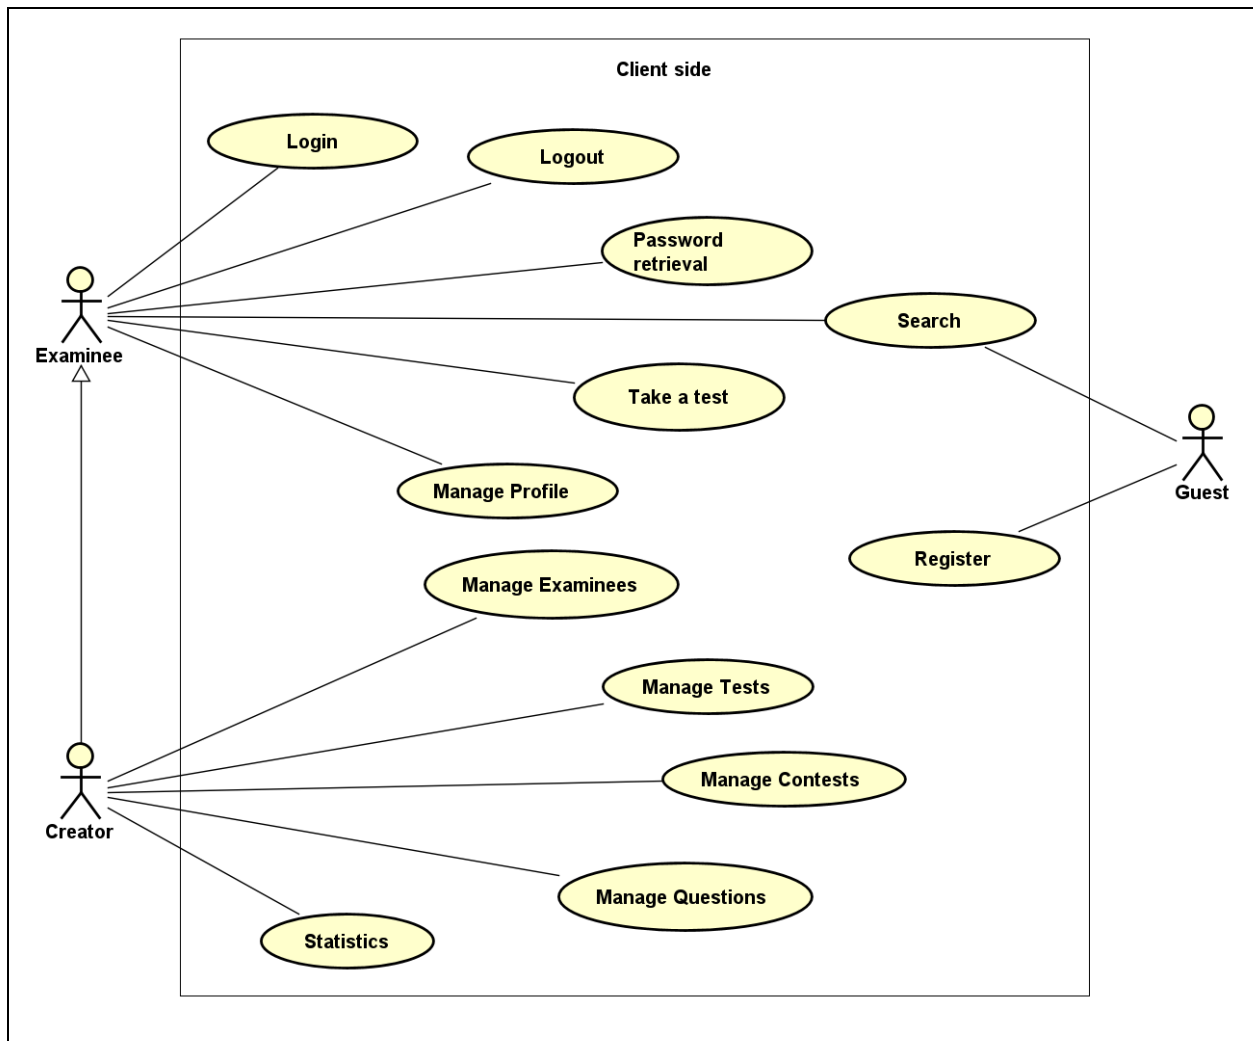 Client side
Login
Logout
Password
retrieval
Search
Examinee
Take a test
Manage Profile
Guest
Register
Manage Examinees
Manage Tests
Manage Contests
Creator
Manage Questions
Statistics